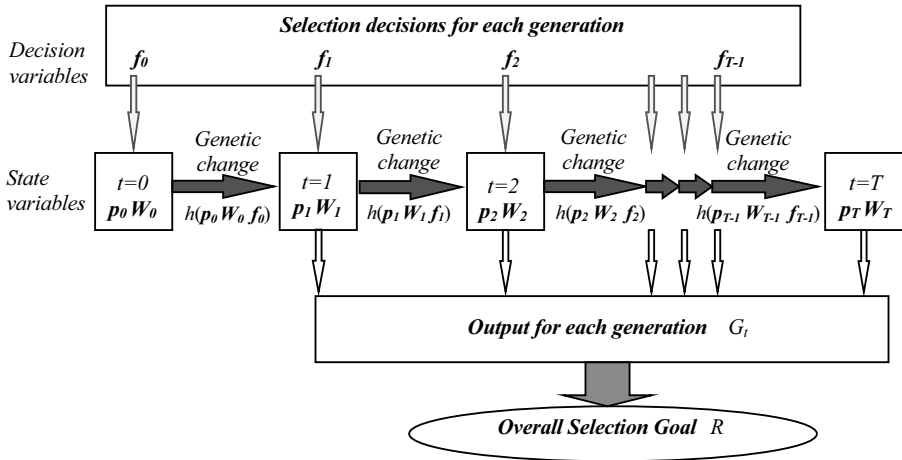 Selection decisions for each generation
Decision
variables
f0 f1 f2 fT-1
Genetic
change
Genetic
change
Genetic
change
Genetic
change
State
variables
t=0
p0 W0
h(p0 W0 f0)
t=1
p1 W1
h(p1 W1 f1)
t=2
p2 W2
h(p2 W2 f2)
h(pT-1 WT-1 fT-1)
t=T
pT WT
Output for each generation Gt
Overall Selection Goal R